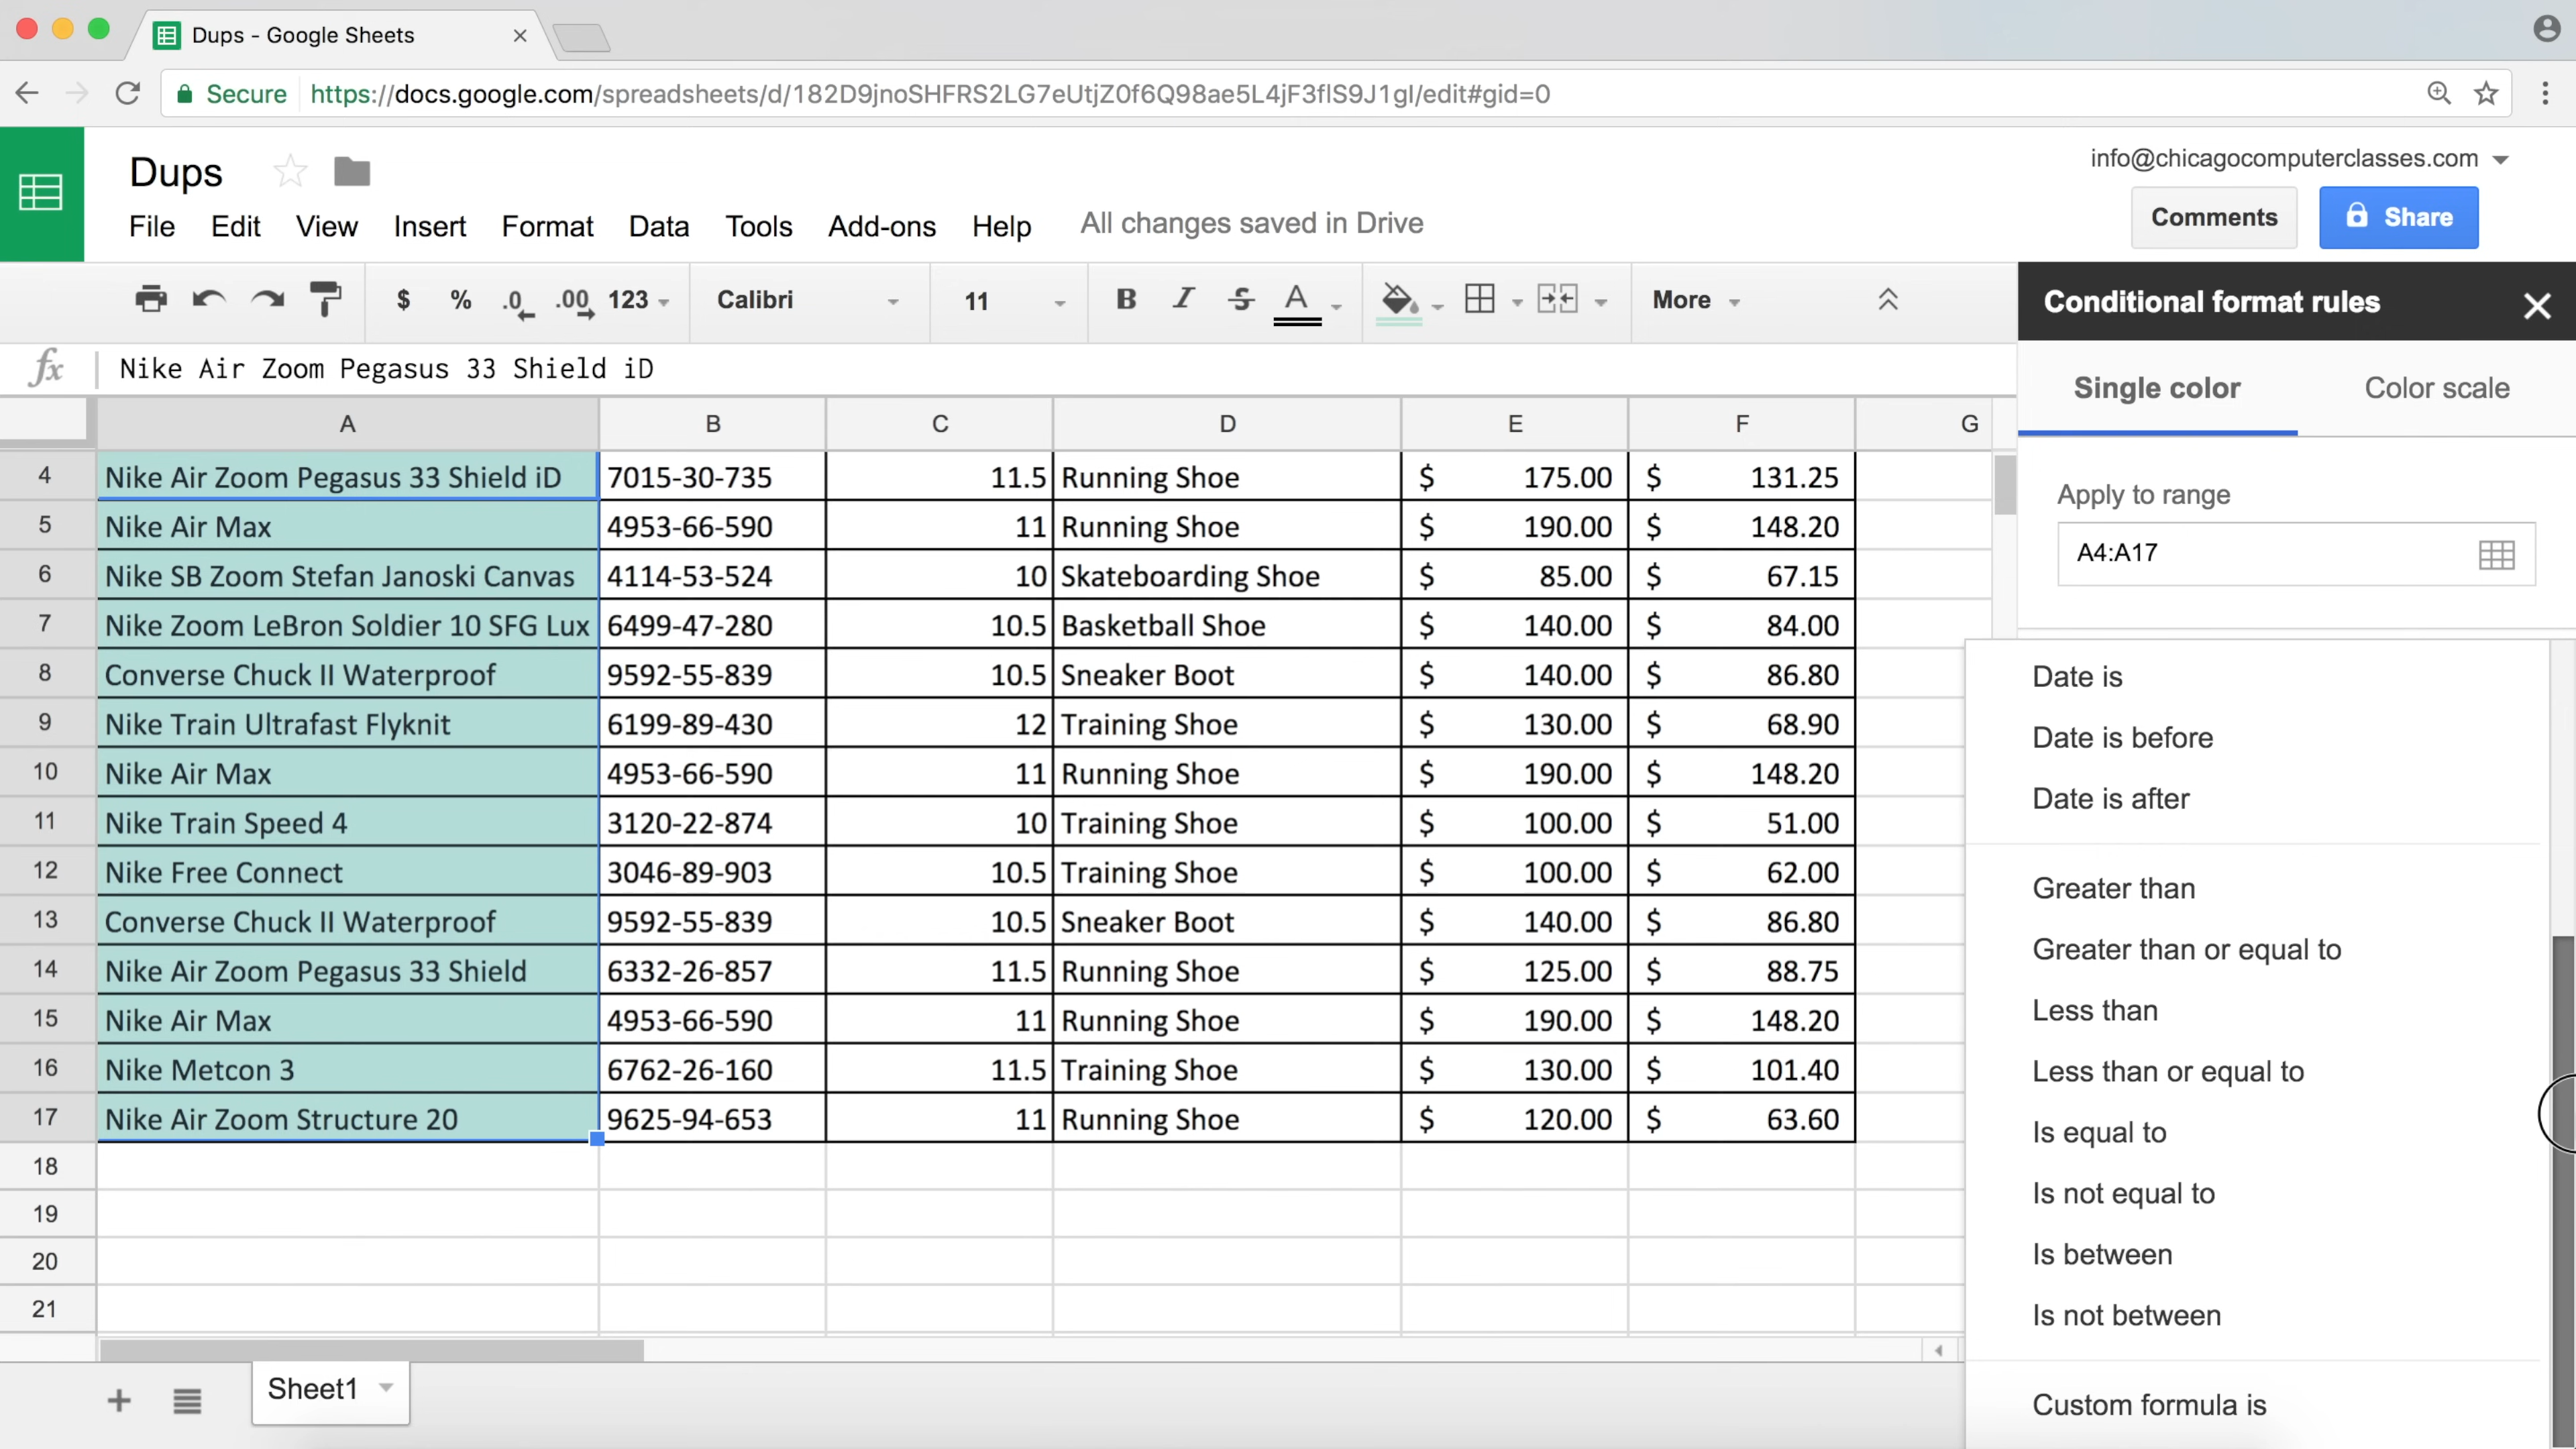 Dups - Google Sheets
Secure https://docs.google.com/spreadsheets/d/182D9jnoSHFRS2LG7eUtjZ0f6Q98ae5L4jF3flS9J1gI/edit#gid=0
Dups
info@chicagocomputerclasses.com
File Edit View Insert Format Data Tools Add-ons Help All changes saved in Drive
Comments Share
$ % .0 .00 123 Calibri 11 B I S A More
Conditional format rules
fx Nike Air Zoom Pegasus 33 Shield iD
Single color Color scale
A B C D E F G
4 Nike Air Zoom Pegasus 33 Shield iD 7015-30-735 11.5 Running Shoe $ 175.00 $ 131.25
5 Nike Air Max 4953-66-590 11 Running Shoe $ 190.00 $ 148.20
6 Nike SB Zoom Stefan Janoski Canvas 4114-53-524 10 Skateboarding Shoe $ 85.00 $ 67.15
7 Nike Zoom LeBron Soldier 10 SFG Lux 6499-47-280 10.5 Basketball Shoe $ 140.00 $ 84.00
8 Converse Chuck II Waterproof 9592-55-839 10.5 Sneaker Boot $ 140.00 $ 86.80
9 Nike Train Ultrafast Flyknit 6199-89-430 12 Training Shoe $ 130.00 $ 68.90
10 Nike Air Max 4953-66-590 11 Running Shoe $ 190.00 $ 148.20
11 Nike Train Speed 4 3120-22-874 10 Training Shoe $ 100.00 $ 51.00
12 Nike Free Connect 3046-89-903 10.5 Training Shoe $ 100.00 $ 62.00
13 Converse Chuck II Waterproof 9592-55-839 10.5 Sneaker Boot $ 140.00 $ 86.80
14 Nike Air Zoom Pegasus 33 Shield 6332-26-857 11.5 Running Shoe $ 125.00 $ 88.75
15 Nike Air Max 4953-66-590 11 Running Shoe $ 190.00 $ 148.20
16 Nike Metcon 3 6762-26-160 11.5 Training Shoe $ 130.00 $ 101.40
17 Nike Air Zoom Structure 20 9625-94-653 11 Running Shoe $ 120.00 $ 63.60
18
19
20
21
Apply to range
A4:A17
Date is
Date is before
Date is after
Greater than
Greater than or equal to
Less than
Less than or equal to
Is equal to
Is not equal to
Is between
Is not between
Custom formula is
Sheet1